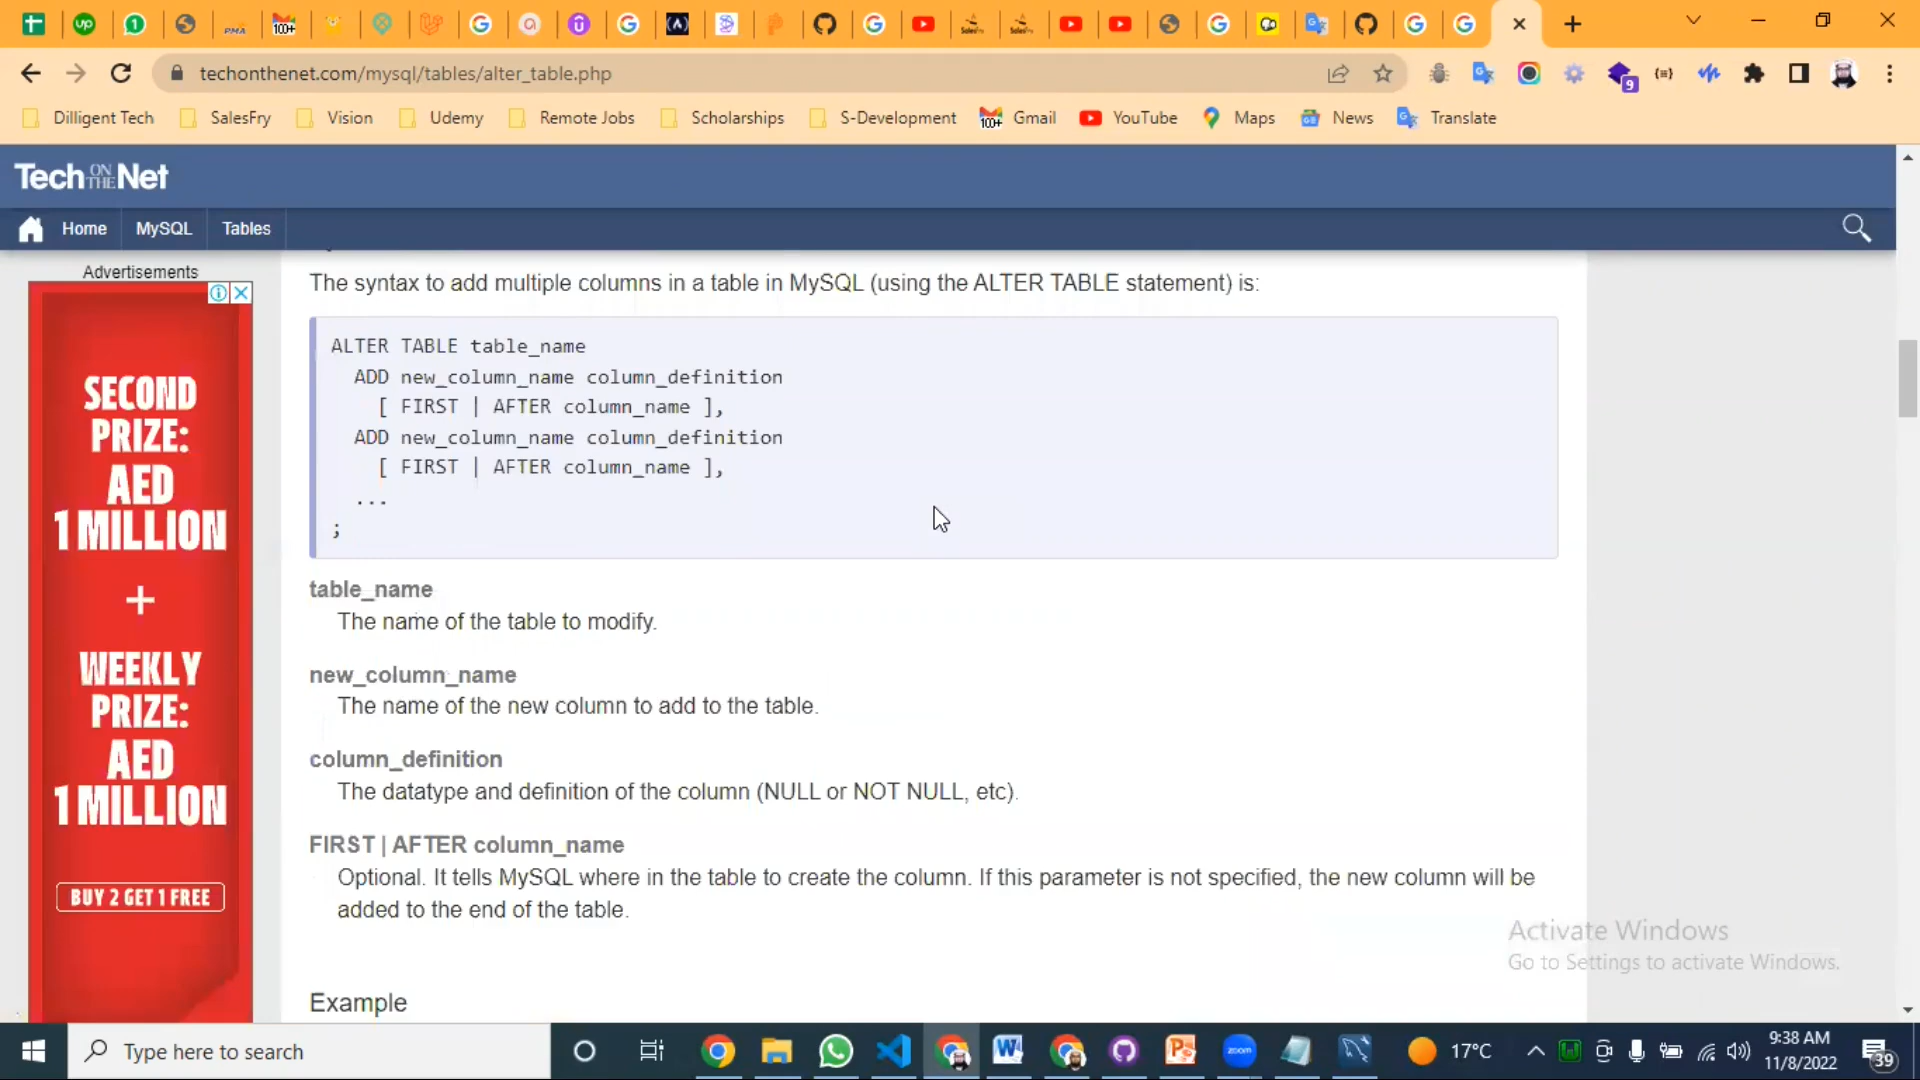 techonthenet.com/mysql/tables/alter_table.php
9
Dilligent Tech
SalesFry
Vision
Udemy
Remote Jobs
Scholarships
S-Development
100+ Gmail
YouTube
Maps
News
Translate
Tech ON THE Net
Home
MySQL
Tables
Advertisements
SECOND
PRIZE:
AED
1 MILLION
+
WEEKLY
PRIZE:
AED
1 MILLION
BUY 2 GET 1 FREE
The syntax to add multiple columns in a table in MySQL (using the ALTER TABLE statement) is:
ALTER TABLE table_name
ADD new_column_name column_definition
[ FIRST | AFTER column_name ],
ADD new_column_name column_definition
[ FIRST | AFTER column_name ],
...
;
table_name
The name of the table to modify.
new_column_name
The name of the new column to add to the table.
column_definition
The datatype and definition of the column (NULL or NOT NULL, etc).
FIRST | AFTER column_name
Optional. It tells MySQL where in the table to create the column. If this parameter is not specified, the new column will be
added to the end of the table.
Example
Activate Windows
Go to Settings to activate Windows.
Type here to search
zoom
17°C
9:38 AM
11/8/2022
39